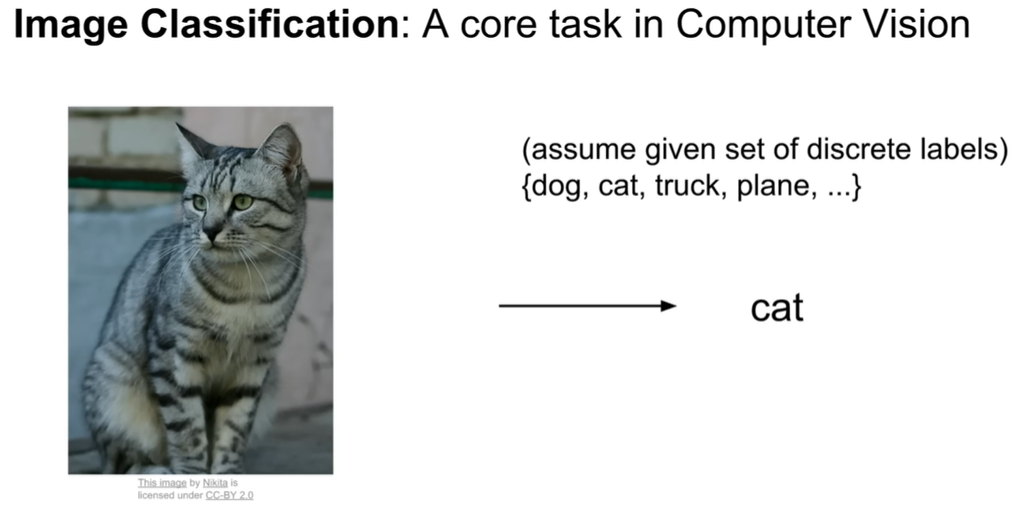 Image Classification: A core task in Computer Vision
(assume given set of discrete labels)
{dog, cat, truck, plane, ...}
cat
This image by Nikita is
licensed under CC-BY 2.0